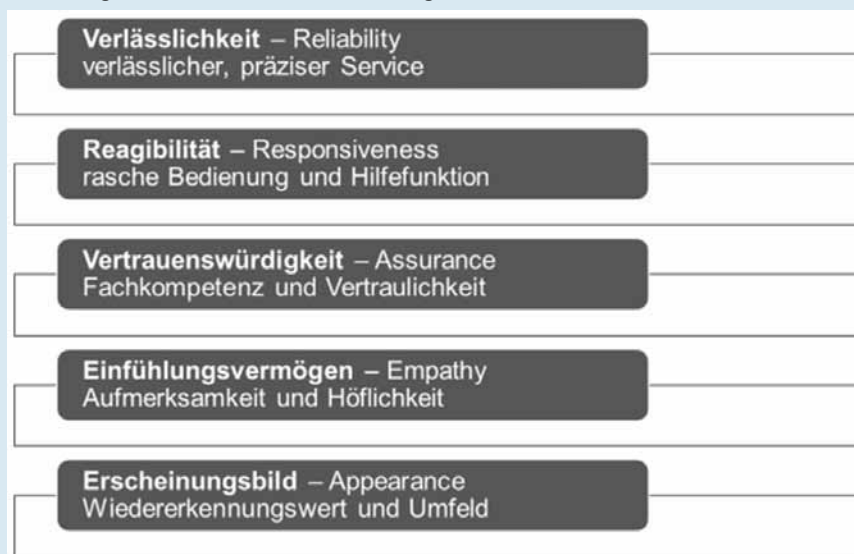 Verlässlichkeit – Reliability
verlässlicher, präziser Service
Reagibilität – Responsiveness
rasche Bedienung und Hilfefunktion
Vertrauenswürdigkeit – Assurance
Fachkompetenz und Vertraulichkeit
Einfühlungsvermögen – Empathy
Aufmerksamkeit und Höflichkeit
Erscheinungsbild – Appearance
Wiedererkennungswert und Umfeld